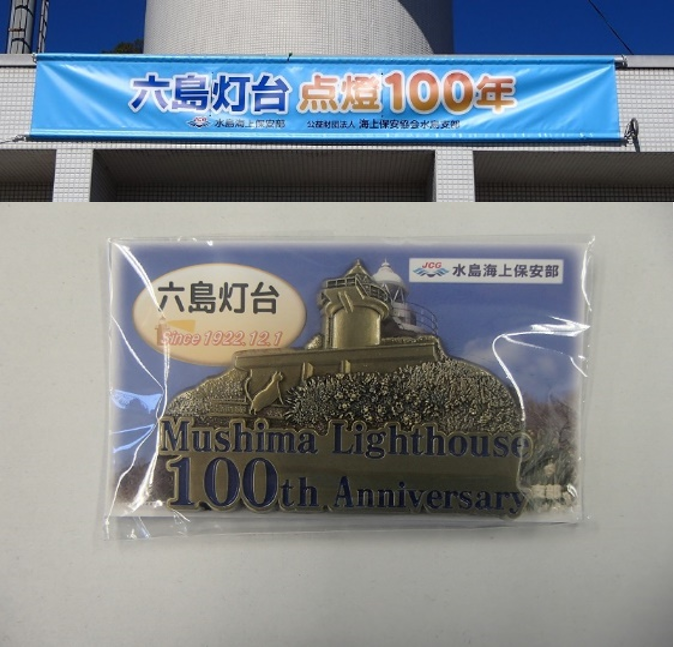 六島灯台 点燈100年
水島海上保安部 公益財団法人 海上保安協会水島支部
JCG 水島海上保安部
六島灯台
Since 1922.12.1
Mushima Lighthouse
100th Anniversary